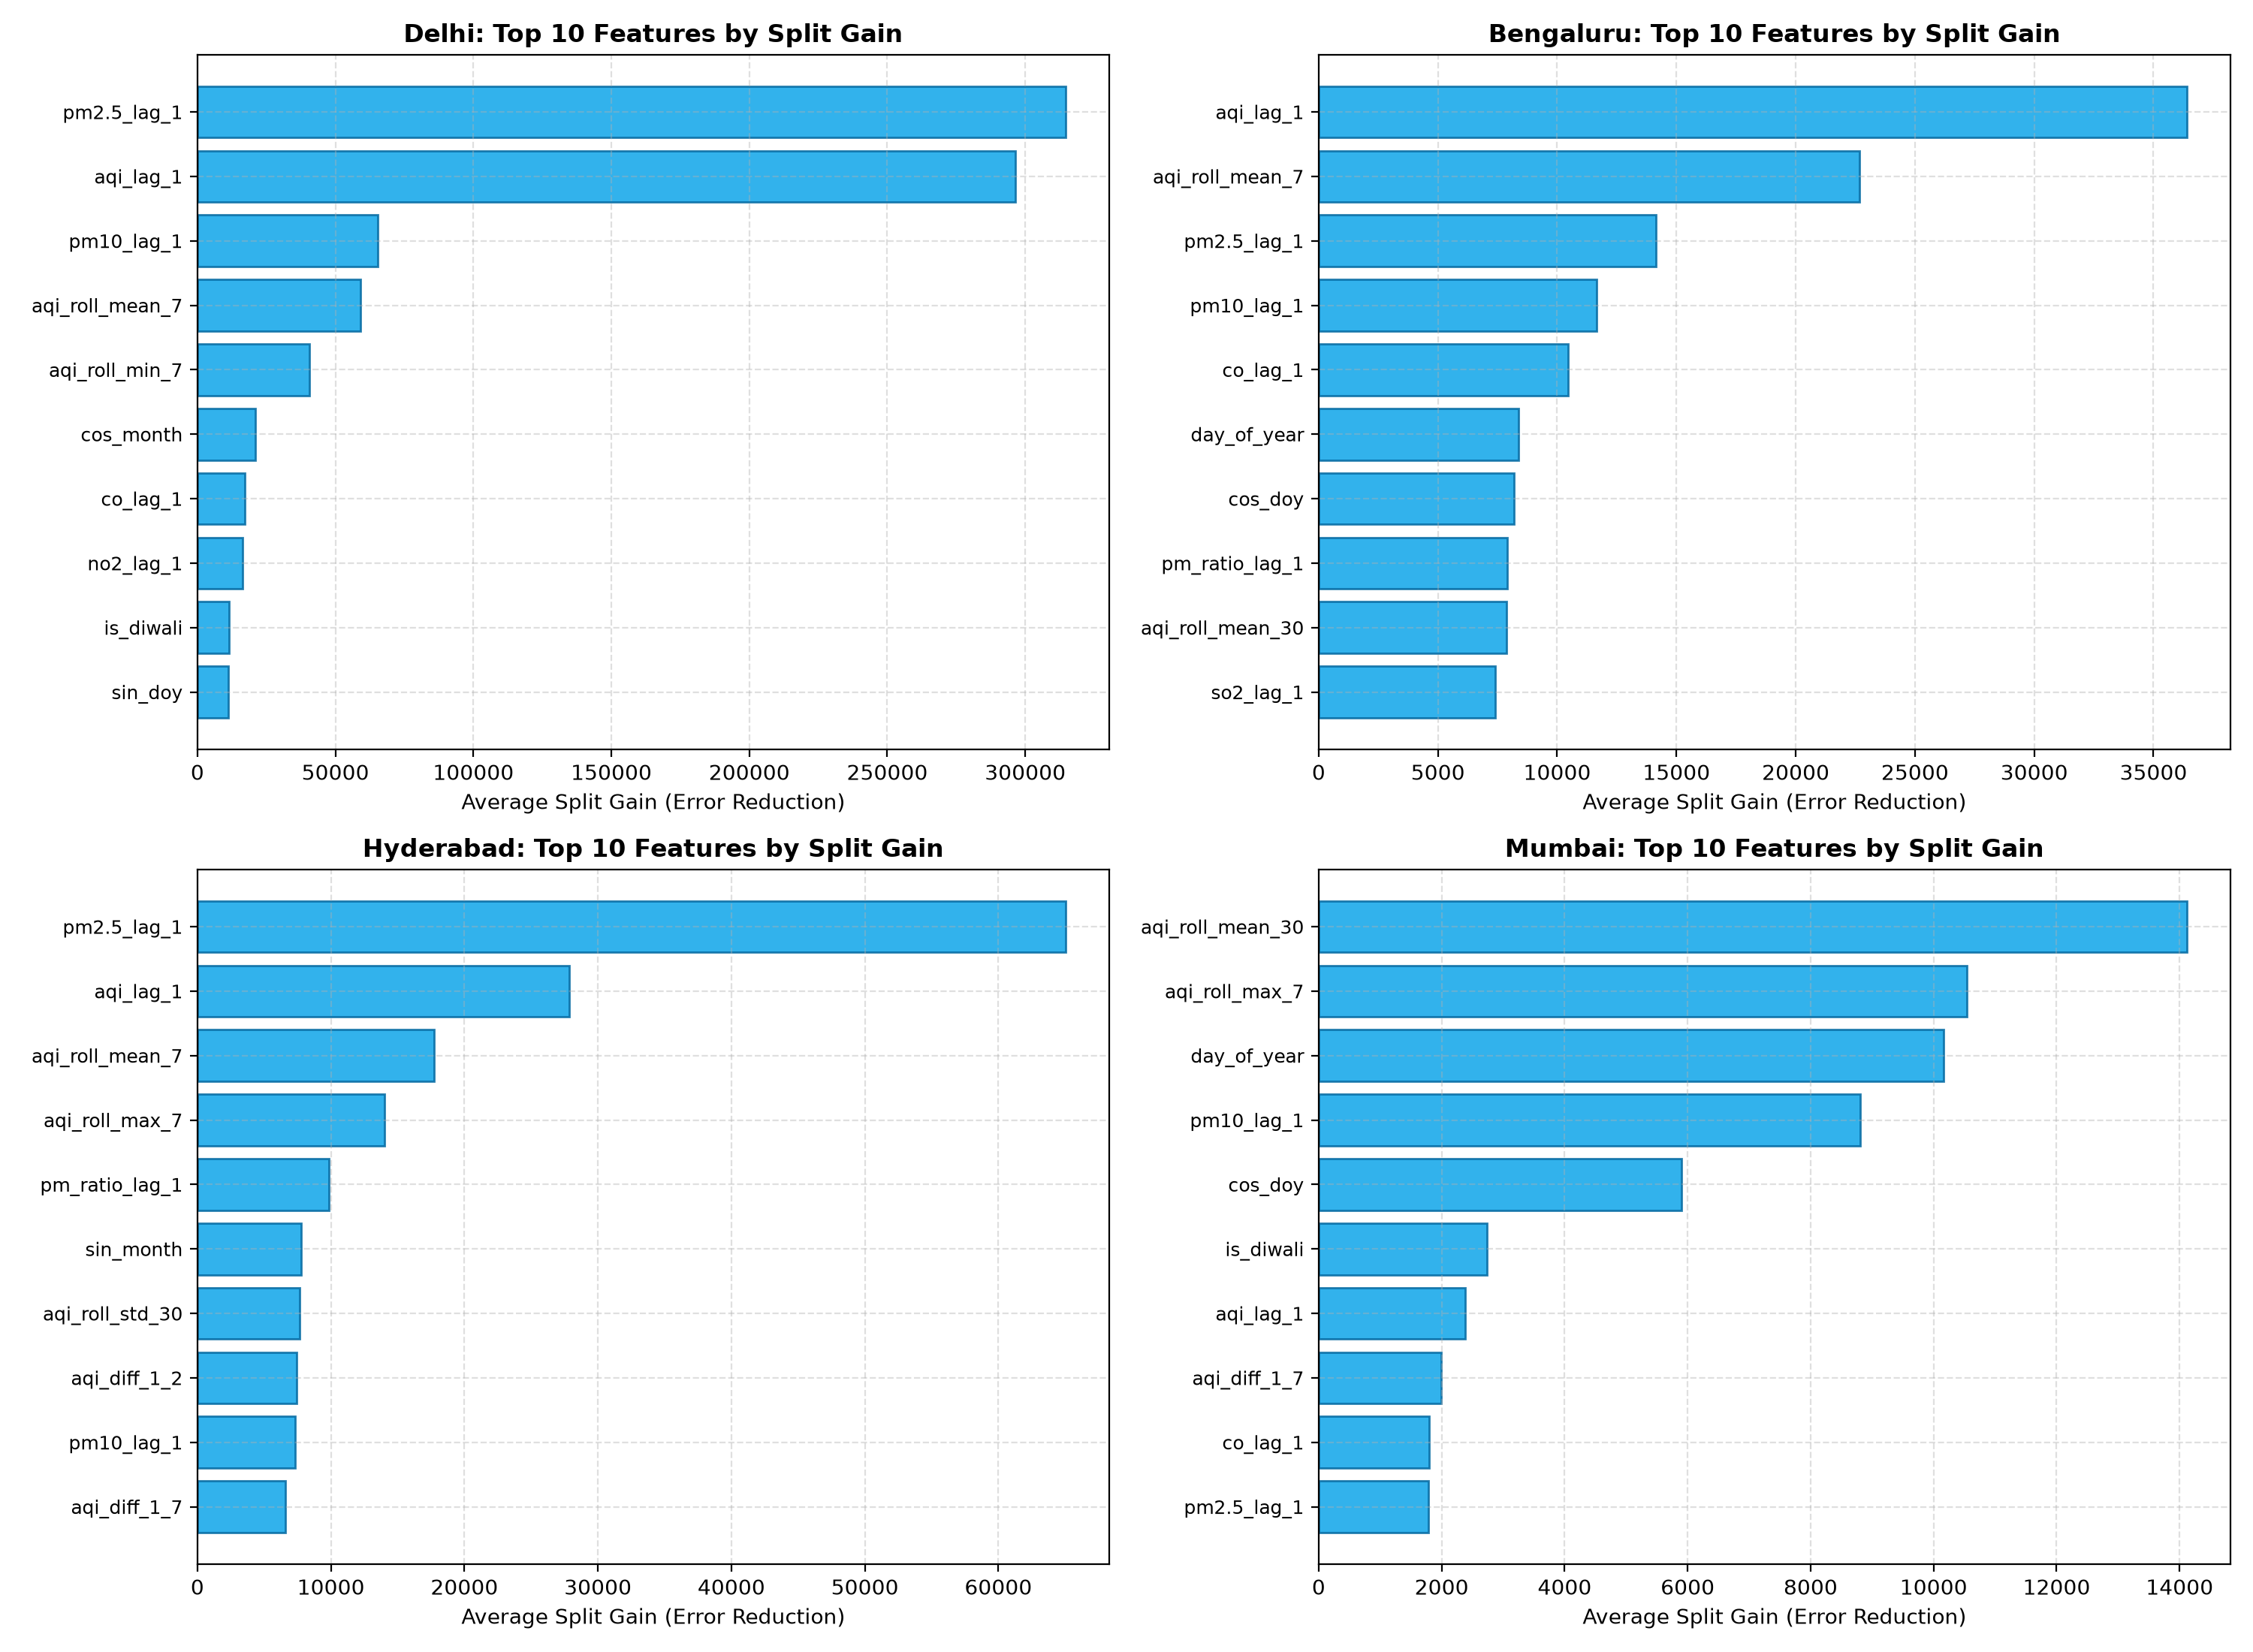 Delhi: Top 10 Features by Split Gain
pm2.5_lag_1
aqi_lag_1
pm10_lag_1
aqi_roll_mean_7
aqi_roll_min_7
cos_month
co_lag_1
no2_lag_1
is_diwali
sin_doy
0 50000 100000 150000 200000 250000 300000
Average Split Gain (Error Reduction)
Bengaluru: Top 10 Features by Split Gain
aqi_lag_1
aqi_roll_mean_7
pm2.5_lag_1
pm10_lag_1
co_lag_1
day_of_year
cos_doy
pm_ratio_lag_1
aqi_roll_mean_30
so2_lag_1
0 5000 10000 15000 20000 25000 30000 35000
Average Split Gain (Error Reduction)
Hyderabad: Top 10 Features by Split Gain
pm2.5_lag_1
aqi_lag_1
aqi_roll_mean_7
aqi_roll_max_7
pm_ratio_lag_1
sin_month
aqi_roll_std_30
aqi_diff_1_2
pm10_lag_1
aqi_diff_1_7
0 10000 20000 30000 40000 50000 60000
Average Split Gain (Error Reduction)
Mumbai: Top 10 Features by Split Gain
aqi_roll_mean_30
aqi_roll_max_7
day_of_year
pm10_lag_1
cos_doy
is_diwali
aqi_lag_1
aqi_diff_1_7
co_lag_1
pm2.5_lag_1
0 2000 4000 6000 8000 10000 12000 14000
Average Split Gain (Error Reduction)